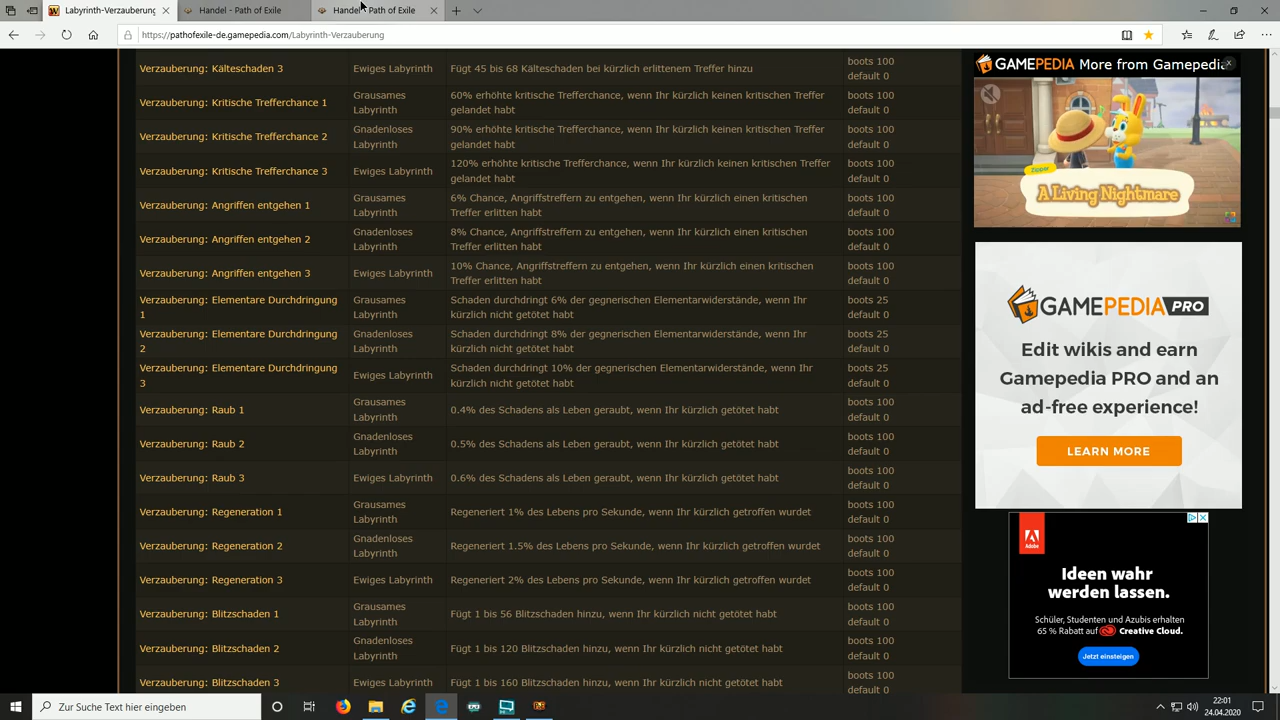 Labyrinth-Verzauberung
Handel - Path of Exile
Handel - Path of Exile
https://pathofexile-de.gamepedia.com/Labyrinth-Verzauberung
Verzauberung: Kälteschaden 3
Ewiges Labyrinth
Fügt 45 bis 68 Kälteschaden bei kürzlich erlittenem Treffer hinzu
boots 100
default 0
Verzauberung: Kritische Trefferchance 1
Grausames
Labyrinth
60% erhöhte kritische Trefferchance, wenn Ihr kürzlich keinen kritischen Treffer
gelandet habt
boots 100
default 0
Verzauberung: Kritische Trefferchance 2
Gnadenloses
Labyrinth
90% erhöhte kritische Trefferchance, wenn Ihr kürzlich keinen kritischen Treffer
gelandet habt
boots 100
default 0
Verzauberung: Kritische Trefferchance 3
Ewiges Labyrinth
120% erhöhte kritische Trefferchance, wenn Ihr kürzlich keinen kritischen Treffer
gelandet habt
boots 100
default 0
Verzauberung: Angriffen entgehen 1
Grausames
Labyrinth
6% Chance, Angriffstreffern zu entgehen, wenn Ihr kürzlich einen kritischen
Treffer erlitten habt
boots 100
default 0
Verzauberung: Angriffen entgehen 2
Gnadenloses
Labyrinth
8% Chance, Angriffstreffern zu entgehen, wenn Ihr kürzlich einen kritischen
Treffer erlitten habt
boots 100
default 0
Verzauberung: Angriffen entgehen 3
Ewiges Labyrinth
10% Chance, Angriffstreffern zu entgehen, wenn Ihr kürzlich einen kritischen
Treffer erlitten habt
boots 100
default 0
Verzauberung: Elementare Durchdringung
1
Grausames
Labyrinth
Schaden durchdringt 6% der gegnerischen Elementarwiderstände, wenn Ihr
kürzlich nicht getötet habt
boots 25
default 0
Verzauberung: Elementare Durchdringung
2
Gnadenloses
Labyrinth
Schaden durchdringt 8% der gegnerischen Elementarwiderstände, wenn Ihr
kürzlich nicht getötet habt
boots 25
default 0
Verzauberung: Elementare Durchdringung
3
Ewiges Labyrinth
Schaden durchdringt 10% der gegnerischen Elementarwiderstände, wenn Ihr
kürzlich nicht getötet habt
boots 25
default 0
Verzauberung: Raub 1
Grausames
Labyrinth
0.4% des Schadens als Leben geraubt, wenn Ihr kürzlich getötet habt
boots 100
default 0
Verzauberung: Raub 2
Gnadenloses
Labyrinth
0.5% des Schadens als Leben geraubt, wenn Ihr kürzlich getötet habt
boots 100
default 0
Verzauberung: Raub 3
Ewiges Labyrinth
0.6% des Schadens als Leben geraubt, wenn Ihr kürzlich getötet habt
boots 100
default 0
Verzauberung: Regeneration 1
Grausames
Labyrinth
Regeneriert 1% des Lebens pro Sekunde, wenn Ihr kürzlich getroffen wurdet
boots 100
default 0
Verzauberung: Regeneration 2
Gnadenloses
Labyrinth
Regeneriert 1.5% des Lebens pro Sekunde, wenn Ihr kürzlich getroffen wurdet
boots 100
default 0
Verzauberung: Regeneration 3
Ewiges Labyrinth
Regeneriert 2% des Lebens pro Sekunde, wenn Ihr kürzlich getroffen wurdet
boots 100
default 0
Verzauberung: Blitzschaden 1
Grausames
Labyrinth
Fügt 1 bis 56 Blitzschaden hinzu, wenn Ihr kürzlich nicht getötet habt
boots 100
default 0
Verzauberung: Blitzschaden 2
Gnadenloses
Labyrinth
Fügt 1 bis 120 Blitzschaden hinzu, wenn Ihr kürzlich nicht getötet habt
boots 100
default 0
Verzauberung: Blitzschaden 3
Ewiges Labyrinth
Fügt 1 bis 160 Blitzschaden hinzu, wenn Ihr kürzlich nicht getötet habt
boots 100
default 0
GAMEPEDIA More from Gamepedia
Zipper
A Living Nightmare
GAMEPEDIA PRO
Edit wikis and earn
Gamepedia PRO and an
ad-free experience!
LEARN MORE
Adobe
Ideen wahr
werden lassen.
Schüler, Studenten und Azubis erhalten
65 % Rabatt auf Creative Cloud.
Jetzt einsteigen
Zur Suche Text hier eingeben
22:01
24.04.2020